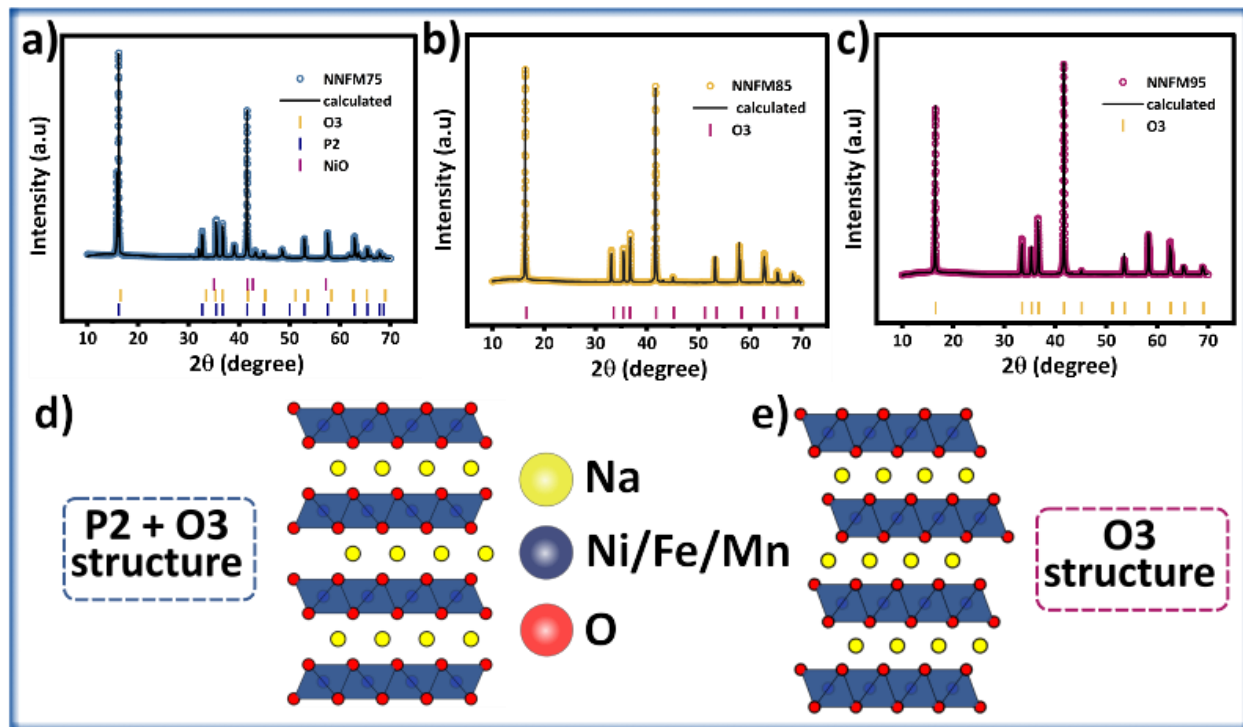 a)
Intensity (a.u)
NNFM75
calculated
O3
P2
NiO
10 20 30 40 50 60 70
2θ (degree)
b)
Intensity (a.u)
NNFM85
calculated
O3
10 20 30 40 50 60 70
2θ (degree)
c)
Intensity (a.u)
NNFM95
calculated
O3
10 20 30 40 50 60 70
2θ (degree)
d)
P2 + O3
structure
Na
Ni/Fe/Mn
O
e)
O3
structure